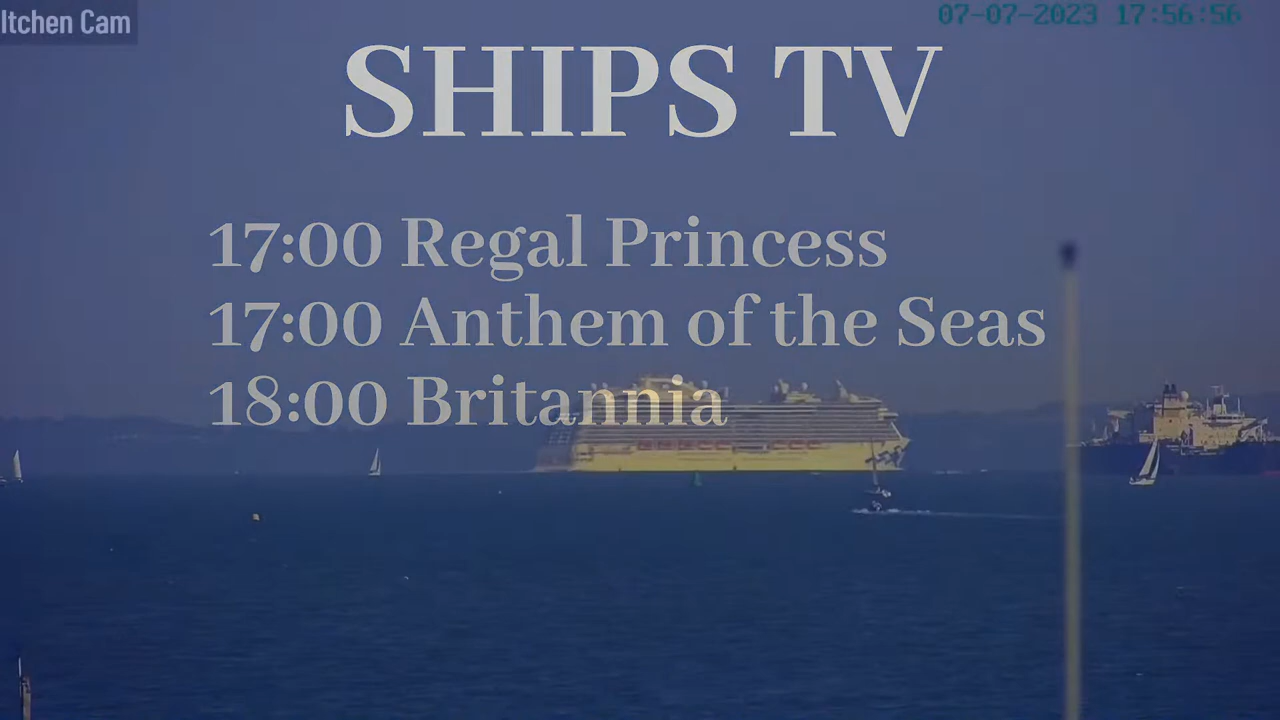 Itchen Cam
07-07-2023 17:56:56
SHIPS TV
17:00 Regal Princess
17:00 Anthem of the Seas
18:00 Britannia